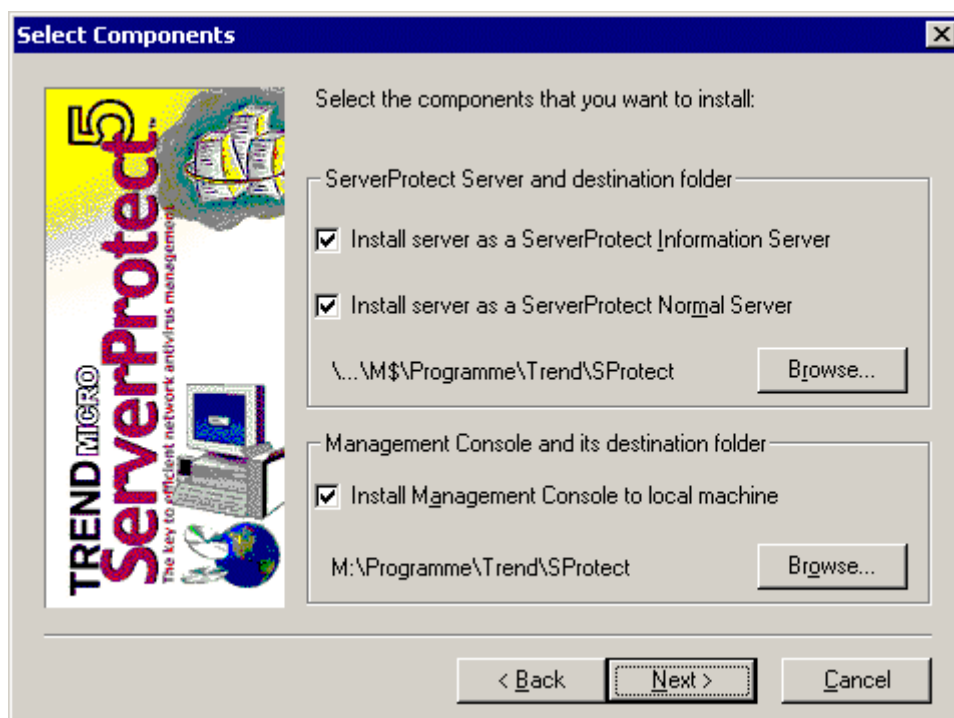 Select Components
Select the components that you want to install:
ServerProtect Server and destination folder
Install server as a ServerProtect Information Server
Install server as a ServerProtect Normal Server
\...\M$\Programme\Trend\SProtect
Browse...
Management Console and its destination folder
Install Management Console to local machine
M:\Programme\Trend\SProtect
Browse...
TREND MICRO
ServerProtect 5™
The key to efficient network antivirus management
< Back
Next >
Cancel